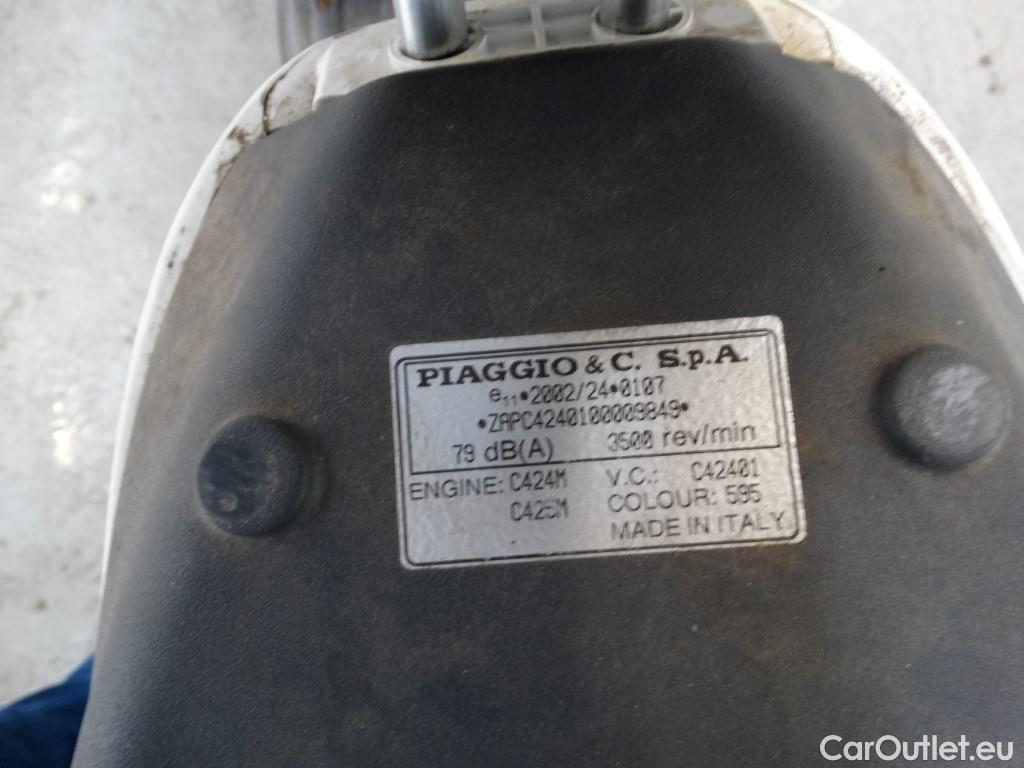 PIAGGIO & C. S.p.A.
e11*2002/24*0107
*ZAPC4240100009849*
79 dB(A) 3500 rev/min
ENGINE: C424M V.C.: C42401
C425M COLOUR: 595
MADE IN ITALY
CarOutlet.eu